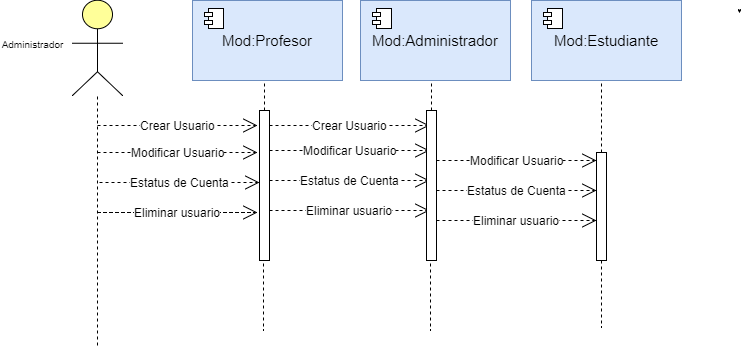 Administrador
Mod:Profesor
Mod:Administrador
Mod:Estudiante
Crear Usuario
Crear Usuario
Modificar Usuario
Modificar Usuario
Modificar Usuario
Estatus de Cuenta
Estatus de Cuenta
Estatus de Cuenta
Eliminar usuario
Eliminar usuario
Eliminar usuario